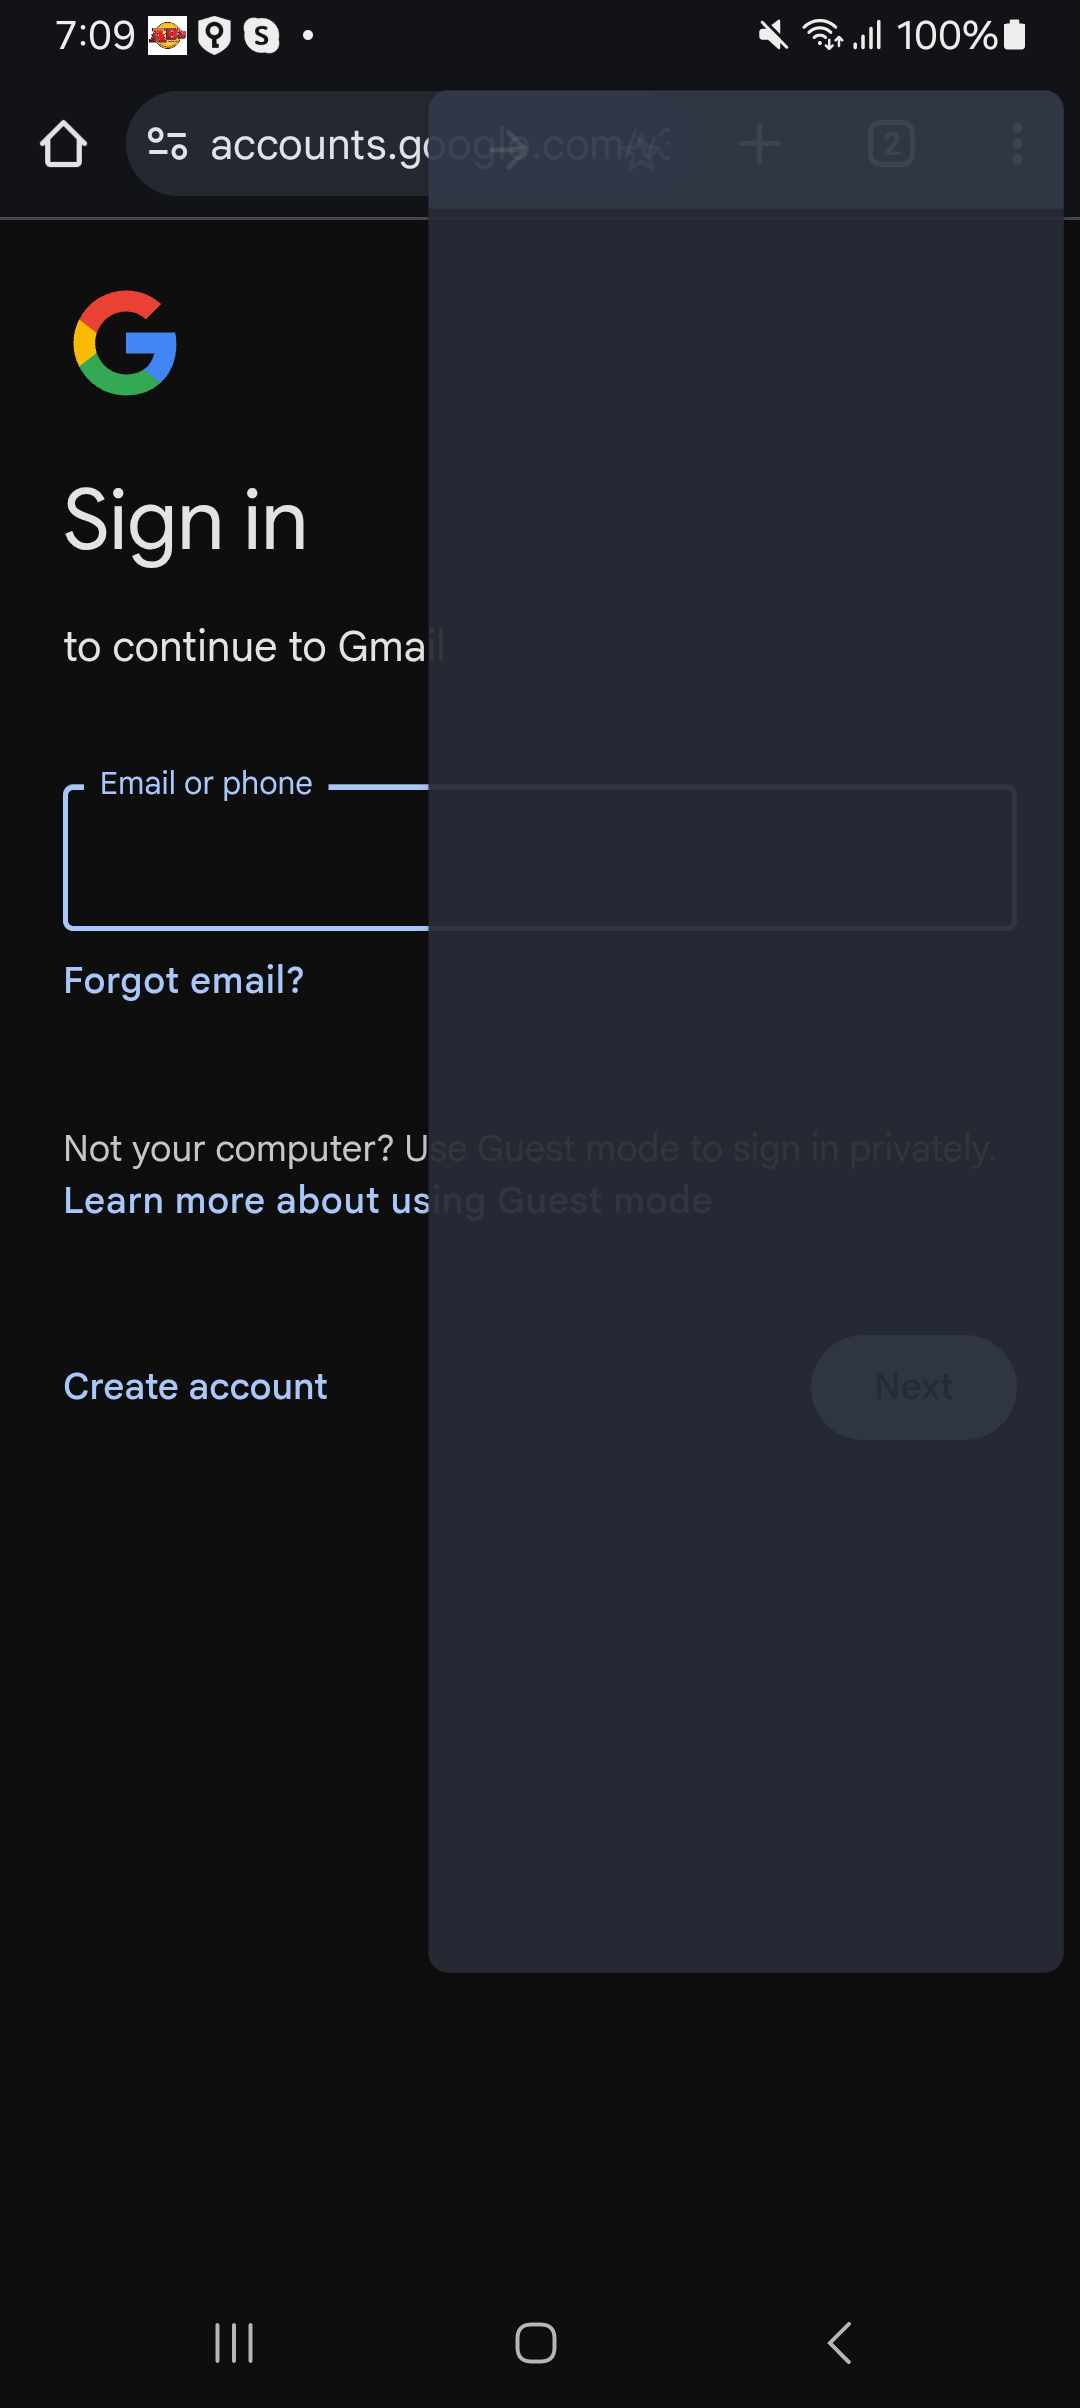 7:09 100%
accounts.google.com/v3
2
Sign in
to continue to Gmail
Email or phone
Forgot email?
Not your computer? Use Guest mode to sign in privately.
Learn more about using Guest mode
Create account
Next